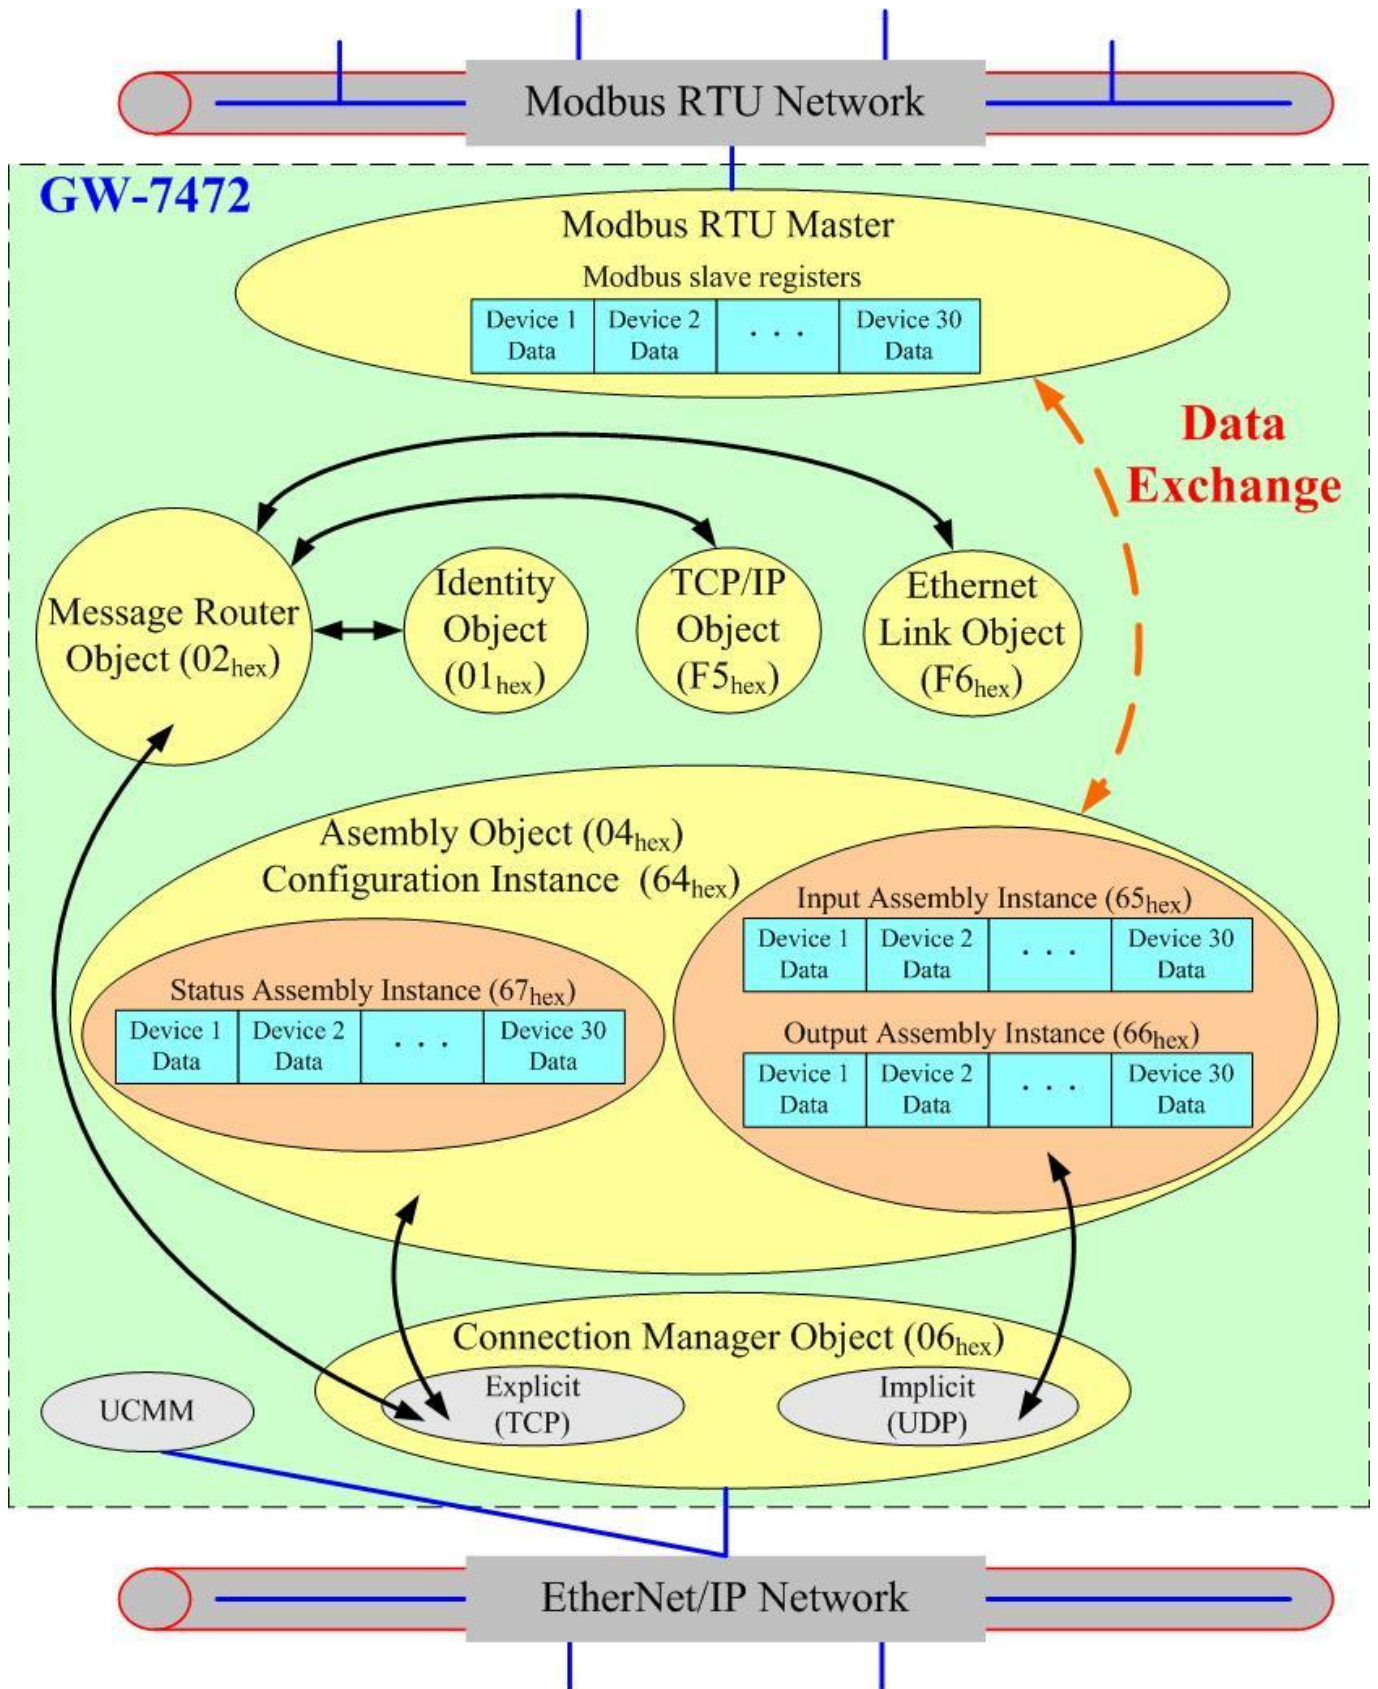 Modbus RTU Network
GW-7472
Modbus RTU Master
Modbus slave registers
Device 1 Data
Device 2 Data
. . .
Device 30 Data
Data
Exchange
Message Router
Object (02hex)
Identity
Object
(01hex)
TCP/IP
Object
(F5hex)
Ethernet
Link Object
(F6hex)
Asembly Object (04hex)
Configuration Instance (64hex)
Input Assembly Instance (65hex)
Device 1 Data
Device 2 Data
. . .
Device 30 Data
Status Assembly Instance (67hex)
Device 1 Data
Device 2 Data
. . .
Device 30 Data
Output Assembly Instance (66hex)
Device 1 Data
Device 2 Data
. . .
Device 30 Data
Connection Manager Object (06hex)
UCMM
Explicit
(TCP)
Implicit
(UDP)
EtherNet/IP Network